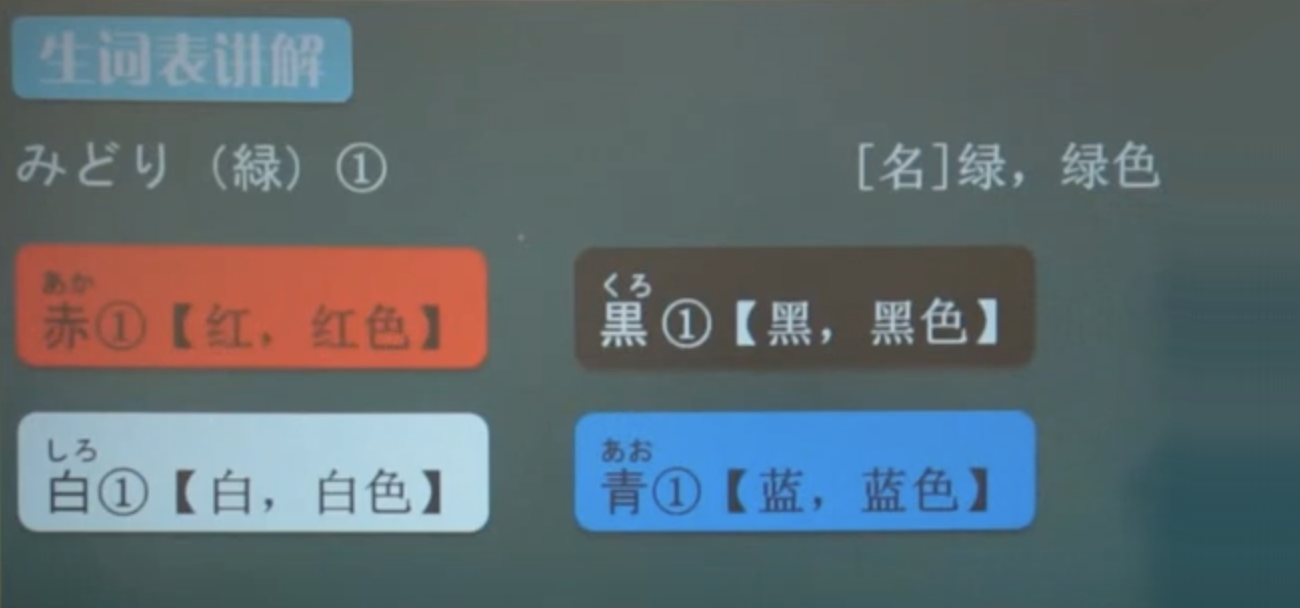 生词表讲解
みどり（緑）① [名]绿，绿色
あか
赤①【红，红色】
くろ
黒①【黑，黑色】
しろ
白①【白，白色】
あお
青①【蓝，蓝色】